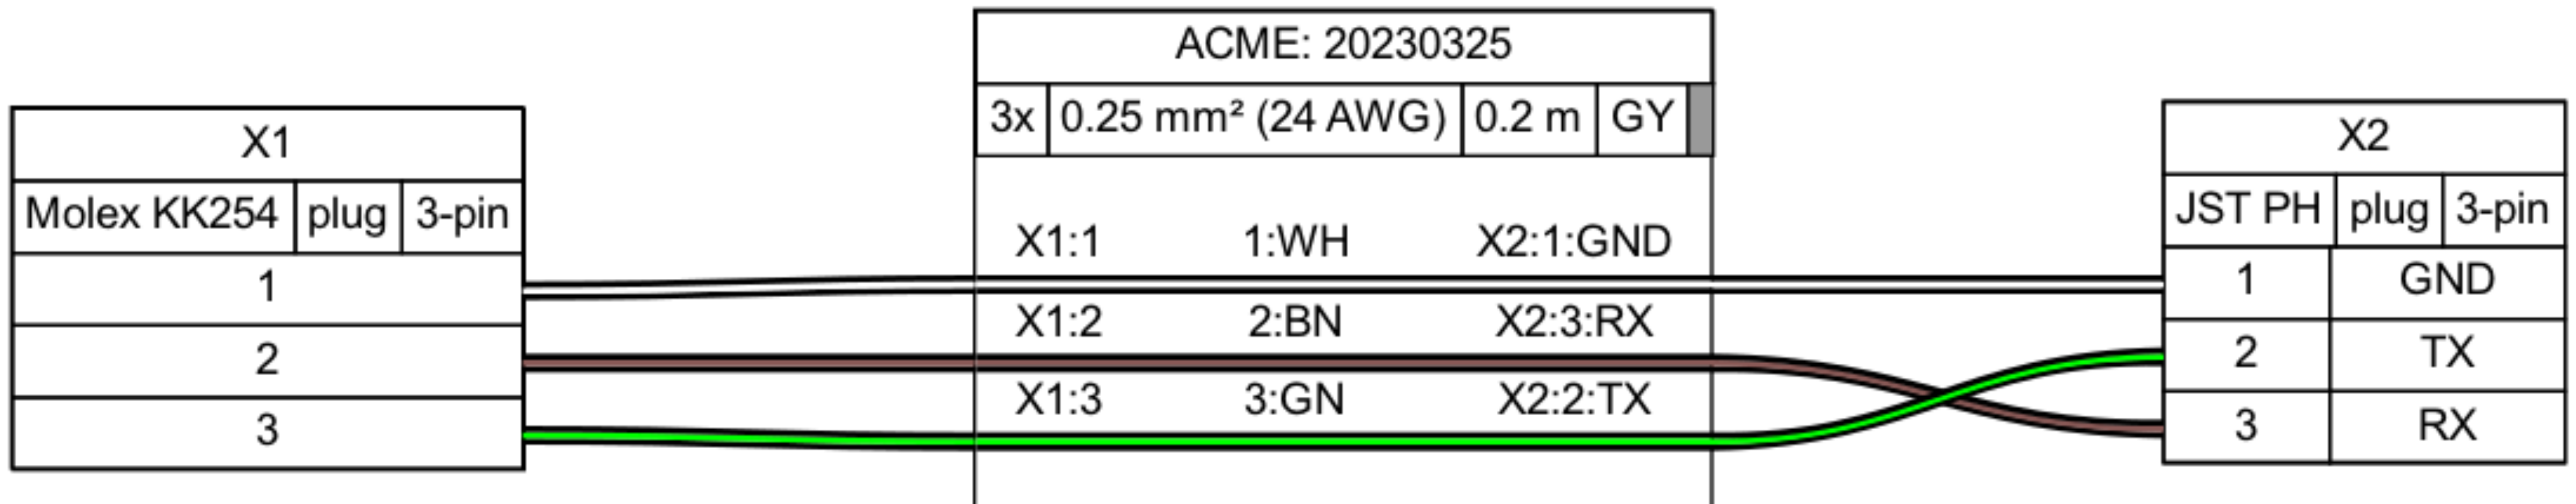 ACME: 20230325
3x 0.25 mm² (24 AWG) 0.2 m GY
X1
Molex KK254 plug 3-pin
1
2
3
X1:1 1:WH X2:1:GND
X1:2 2:BN X2:3:RX
X1:3 3:GN X2:2:TX
X2
JST PH plug 3-pin
1 GND
2 TX
3 RX